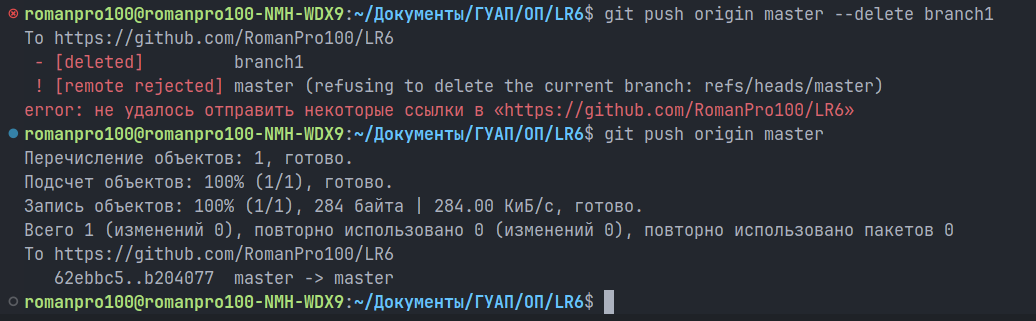 romanpro100@romanpro100-NMH-WDX9:~/Документы/ГУАП/ОП/LR6$ git push origin master --delete branch1
To https://github.com/RomanPro100/LR6
 - [deleted]         branch1
 ! [remote rejected] master (refusing to delete the current branch: refs/heads/master)
error: не удалось отправить некоторые ссылки в «https://github.com/RomanPro100/LR6»
romanpro100@romanpro100-NMH-WDX9:~/Документы/ГУАП/ОП/LR6$ git push origin master
Перечисление объектов: 1, готово.
Подсчет объектов: 100% (1/1), готово.
Запись объектов: 100% (1/1), 284 байта | 284.00 КиБ/с, готово.
Всего 1 (изменений 0), повторно использовано 0 (изменений 0), повторно использовано пакетов 0
To https://github.com/RomanPro100/LR6
   62ebbc5..b204077  master -> master
romanpro100@romanpro100-NMH-WDX9:~/Документы/ГУАП/ОП/LR6$